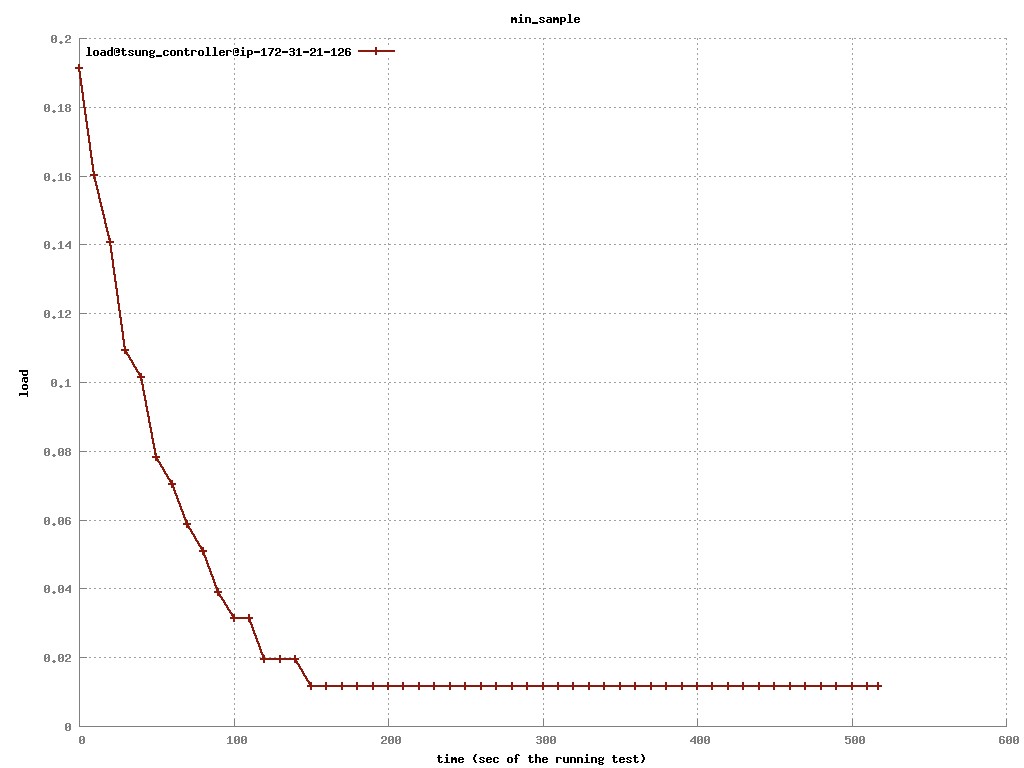 min_sample
load@tsung_controller@ip-172-31-21-126
0.2
0.18
0.16
0.14
0.12
0.1
0.08
0.06
0.04
0.02
0
load
0 100 200 300 400 500 600
time (sec of the running test)